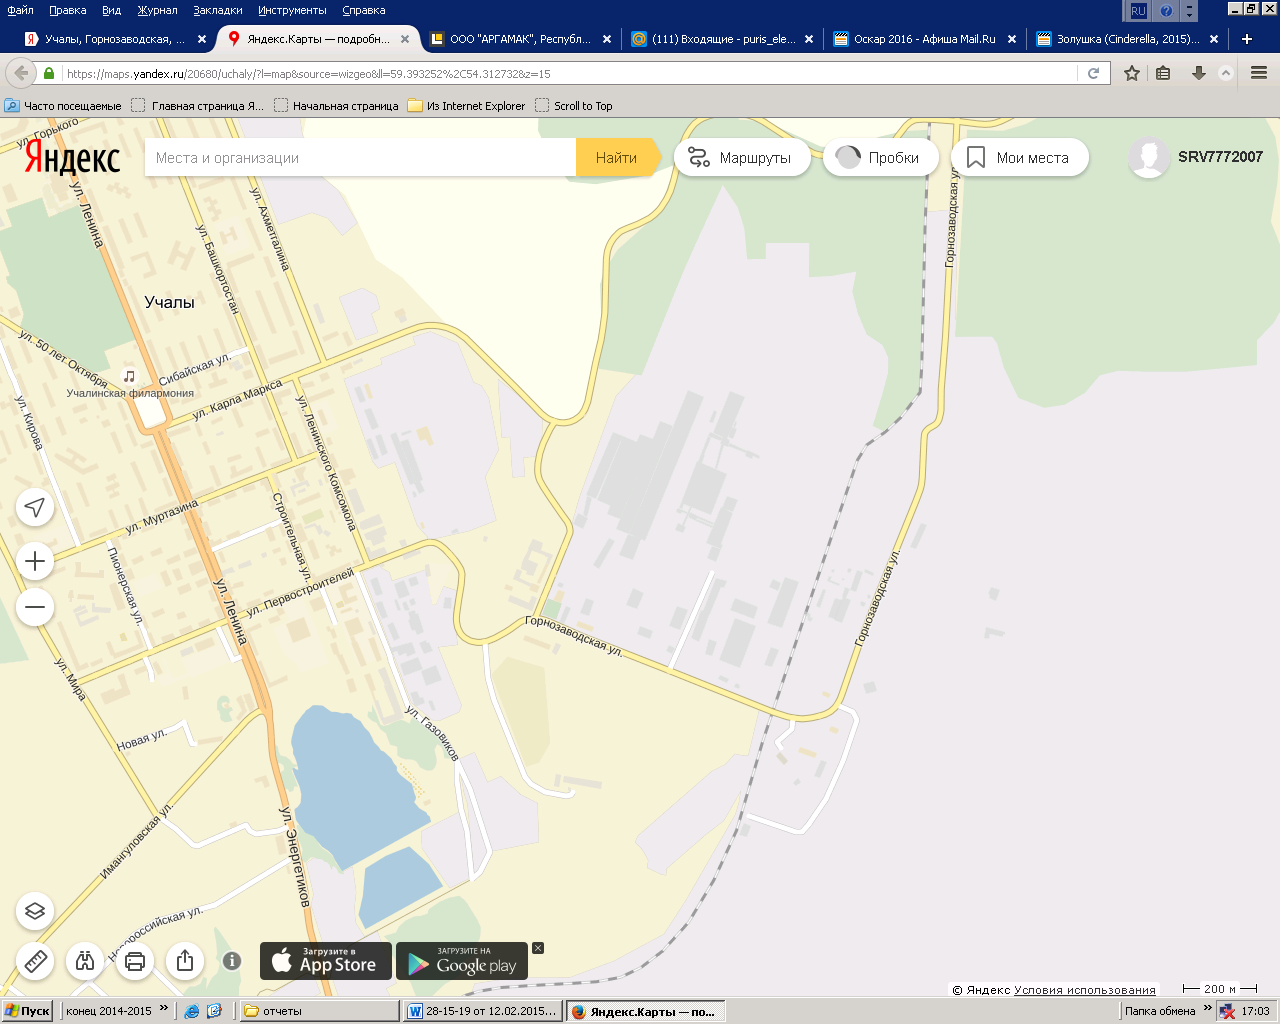 Файл Правка Вид Журнал Закладки Инструменты Справка
RU
Учалы, Горнозаводская, ...
Яндекс.Карты — подробн...
ООО "АРГАМАК", Республ...
(111) Входящие - puris_ele...
Оскар 2016 - Афиша Mail.Ru
Золушка (Cinderella, 2015)...
https://maps.yandex.ru/20680/uchaly/?l=map&source=wizgeo&ll=59.393252%2C54.312732&z=15
Часто посещаемые
Главная страница Я...
Начальная страница
Из Internet Explorer
Scroll to Top
ул. Горького
Яндекс
Места и организации
Найти
Маршруты
Пробки
Мои места
SRV7772007
ул. Ленина
ул. Башкортостан
ул. Ахметгалина
Горнозаводская ул.
Учалы
ул. 50 лет Октября
Сибайская ул.
Учалинская филармония
ул. Карла Маркса
ул. Кирова
ул. Ленинского Комсомола
ул. Муртазина
Строительная ул.
Пионерская ул.
ул. Первостроителей
ул. Ленина
Горнозаводская ул.
Горнозаводская ул.
ул. Мира
ул. Газовиков
Новая ул.
Имангуловская ул.
ул. Энергетиков
Новороссийская ул.
Загрузите в
App Store
ЗАГРУЗИТЕ НА
Google play
© Яндекс Условия использования
200 м
Пуск
конец 2014-2015
отчеты
28-15-19 от 12.02.2015...
Яндекс.Карты — по...
Папка обмена
17:03